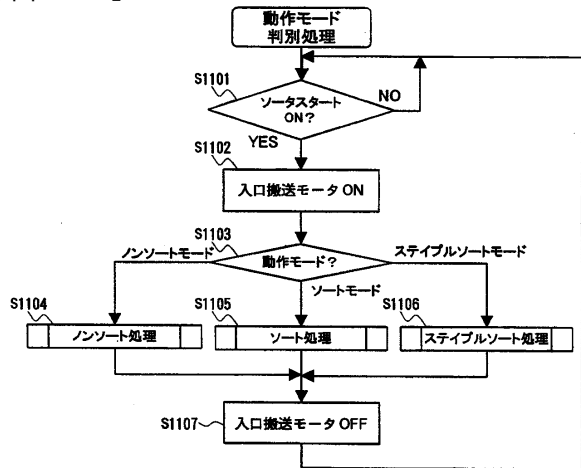 動作モード
判別処理
S1101
ソータスタート
ON?
NO
YES
S1102
入口搬送モータ ON
S1103
ノンソートモード
動作モード?
ステイプルソートモード
ソートモード
S1104
ノンソート処理
S1105
ソート処理
S1106
ステイプルソート処理
S1107
入口搬送モータ OFF